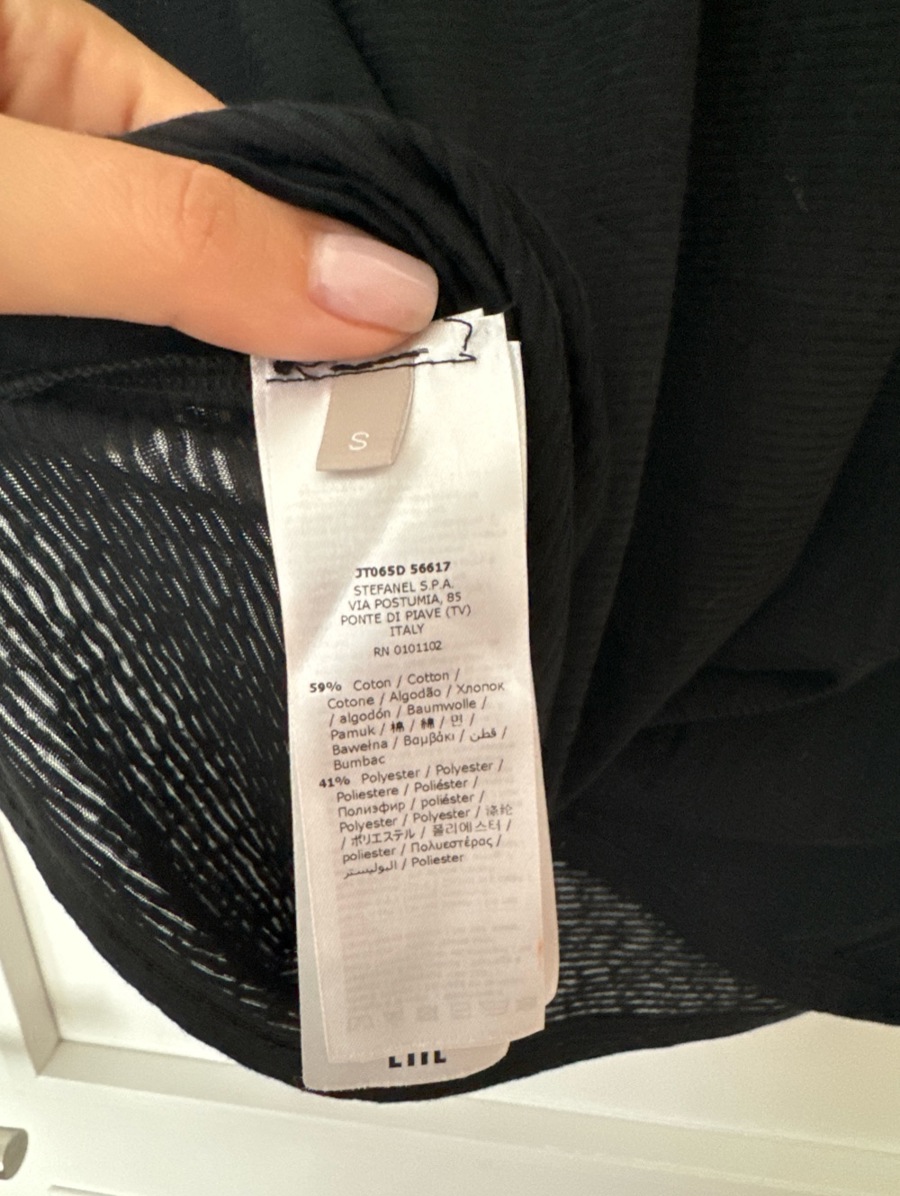 S
JT065D 56617
STEFANEL S.P.A.
VIA POSTUMIA, 85
PONTE DI PIAVE (TV)
ITALY
RN 0101102
59% Coton / Cotton /
Cotone / Algodão / Хлопок
/ algodón / Baumwolle /
Pamuk / 棉 / 綿 / 면 /
Bawełna / Βαμβάκι / قطن /
Bumbac
41% Polyester / Polyester /
Poliestere / Poliéster /
Полиэфир / poliéster /
Polyester / Polyester / 涤纶
/ ポリエステル / 폴리에스터 /
poliester / Πολυεστέρας /
البوليستر / Poliester